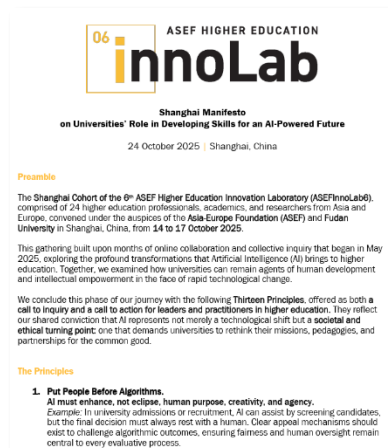 06
ASEF HIGHER EDUCATION
innoLab
Shanghai Manifesto
on Universities' Role in Developing Skills for an AI-Powered Future
24 October 2025 | Shanghai, China
Preamble
The Shanghai Cohort of the 6th ASEF Higher Education Innovation Laboratory (ASEFInnoLab6),
comprised of 24 higher education professionals, academics, and researchers from Asia and
Europe, convened under the auspices of the Asia-Europe Foundation (ASEF) and Fudan
University in Shanghai, China, from 14 to 17 October 2025.
This gathering built upon months of online collaboration and collective inquiry that began in May
2025, exploring the profound transformations that Artificial Intelligence (AI) brings to higher
education. Together, we examined how universities can remain agents of human development
and intellectual empowerment in the face of rapid technological change.
We conclude this phase of our journey with the following Thirteen Principles, offered as both a
call to inquiry and a call to action for leaders and practitioners in higher education. They reflect
our shared conviction that AI represents not merely a technological shift but a societal and
ethical turning point: one that demands universities to rethink their missions, pedagogies, and
partnerships for the common good.
The Principles
1. Put People Before Algorithms.
AI must enhance, not eclipse, human purpose, creativity, and agency.
Example: In university admissions or recruitment, AI can assist by screening candidates,
but the final decision must always rest with a human. Clear appeal mechanisms should
exist to challenge algorithmic outcomes, ensuring fairness and human oversight remain
central to every evaluative process.